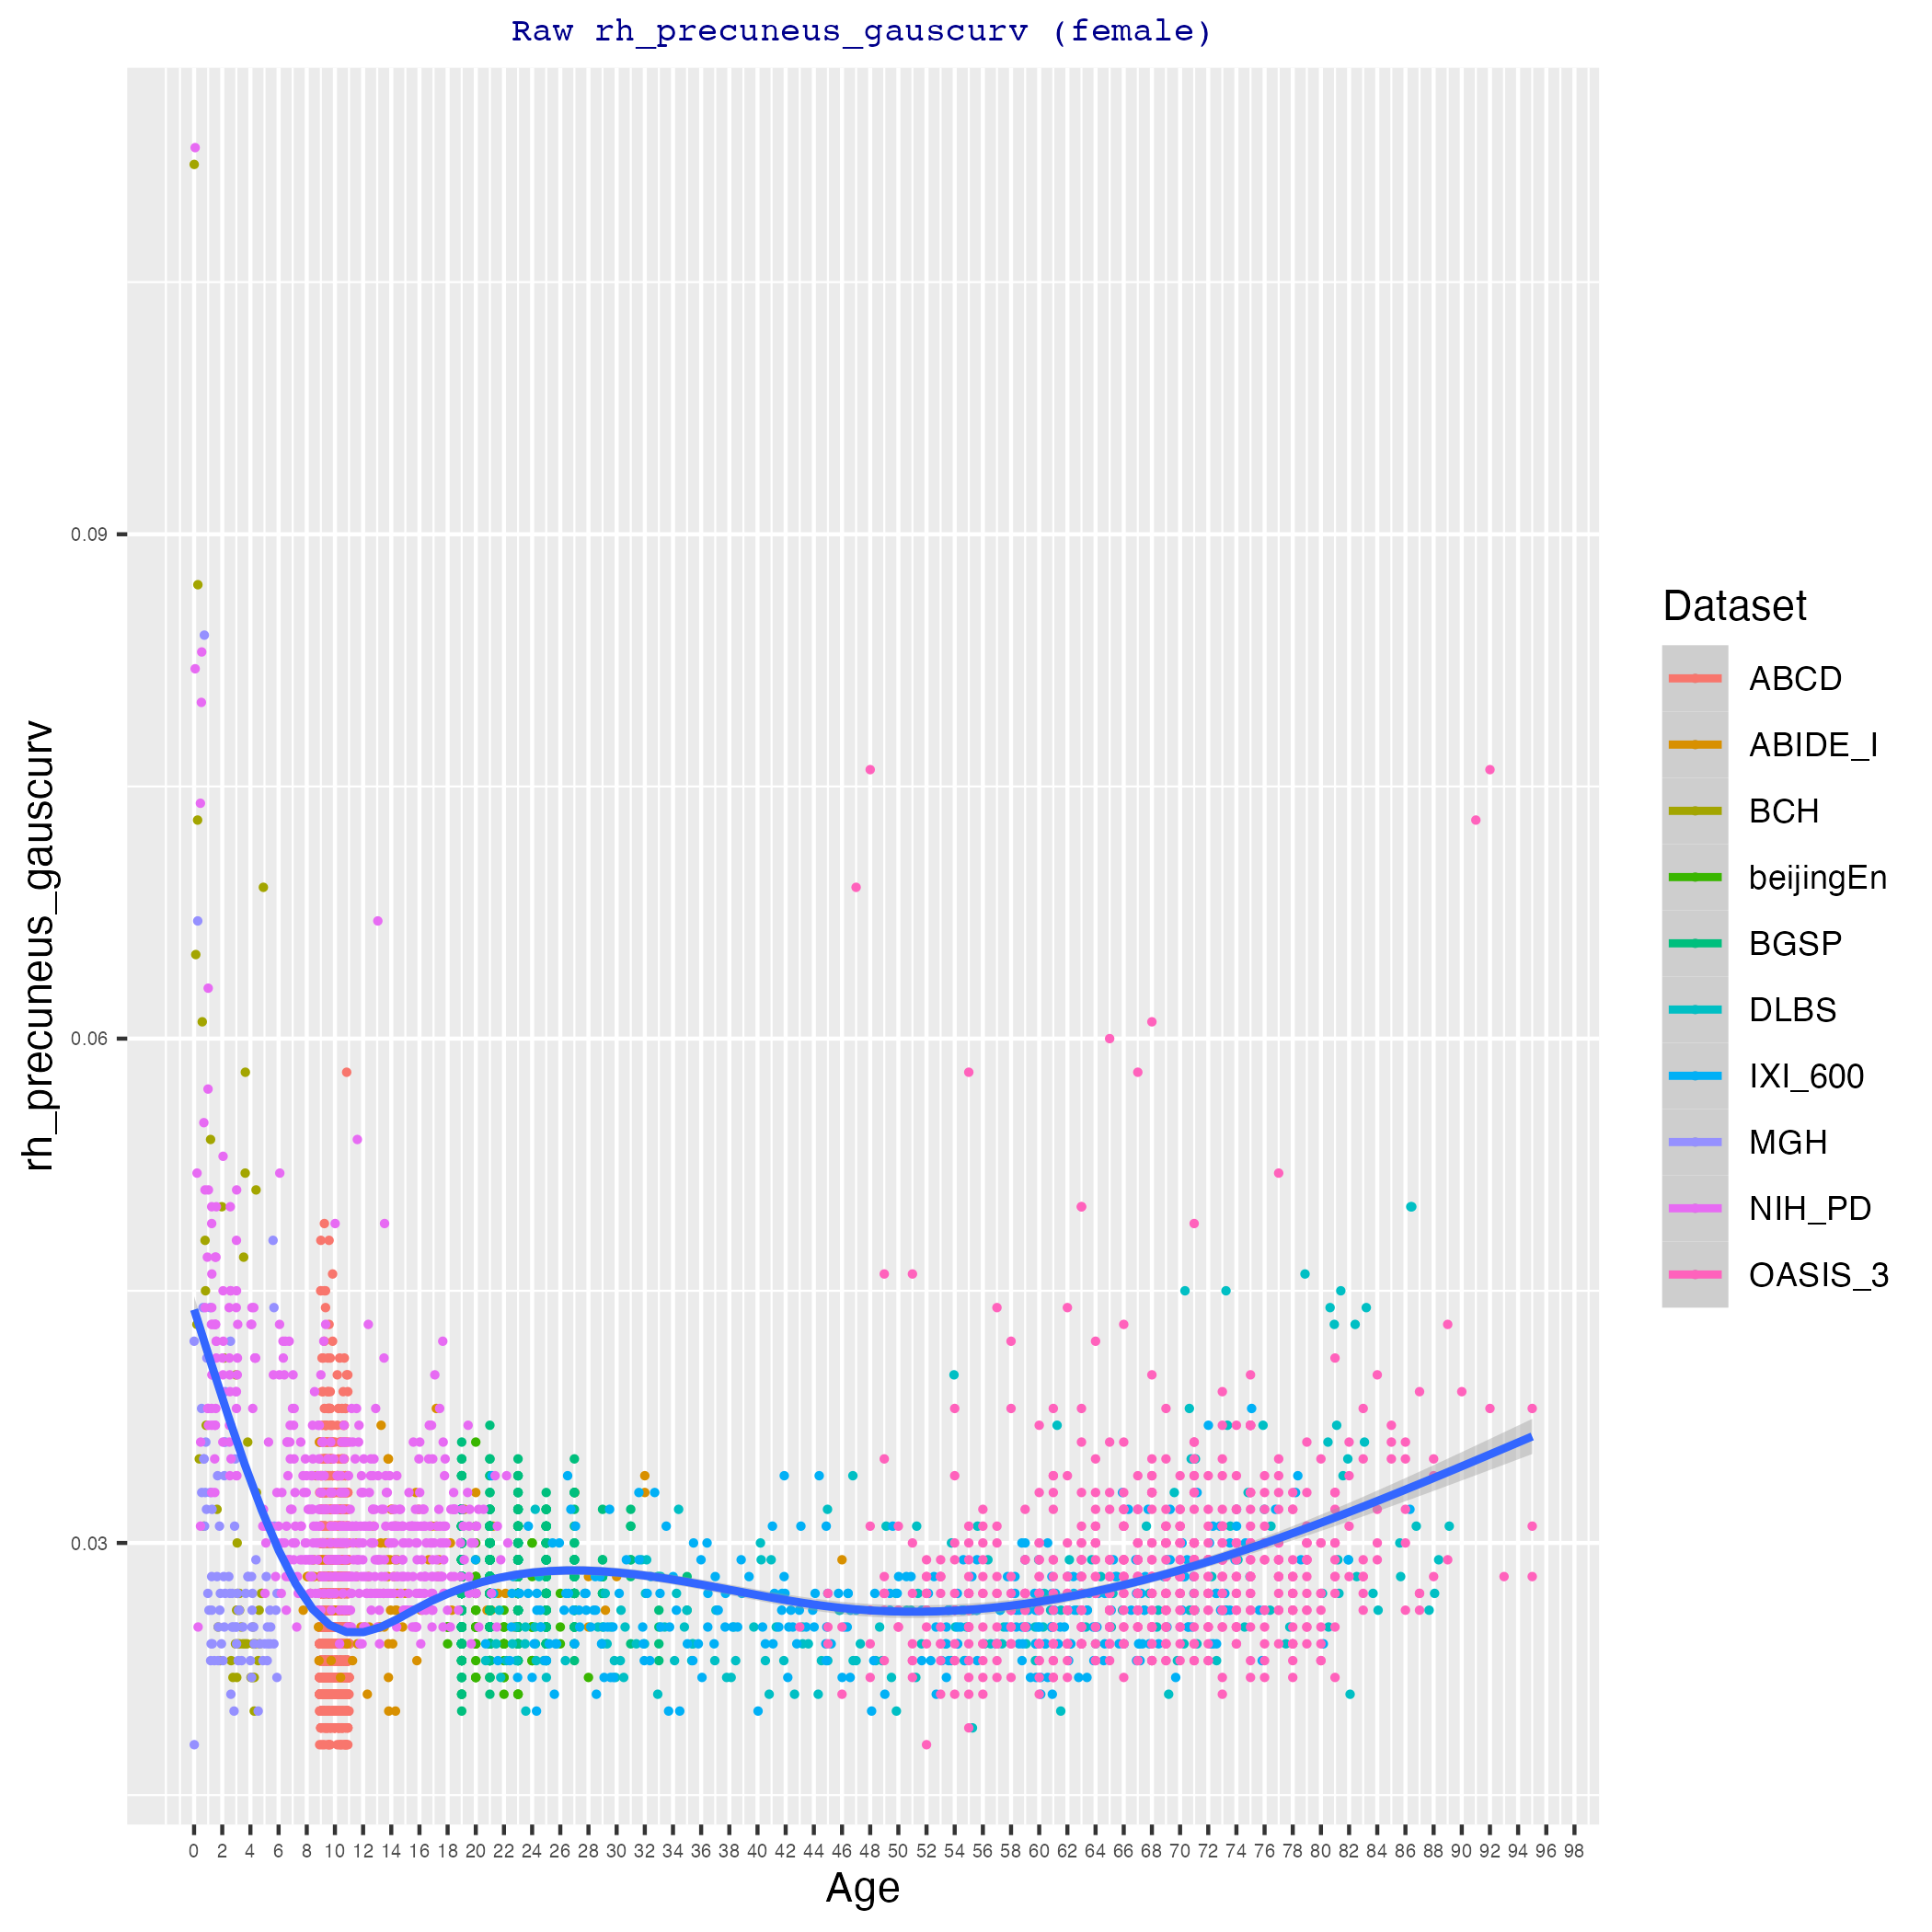 Raw rh_precuneus_gauscurv (female)
rh_precuneus_gauscurv
0.09
0.06
0.03
0 2 4 6 8 10 12 14 16 18 20 22 24 26 28 30 32 34 36 38 40 42 44 46 48 50 52 54 56 58 60 62 64 66 68 70 72 74 76 78 80 82 84 86 88 90 92 94 96 98
Age
Dataset
ABCD
ABIDE_I
BCH
beijingEn
BGSP
DLBS
IXI_600
MGH
NIH_PD
OASIS_3